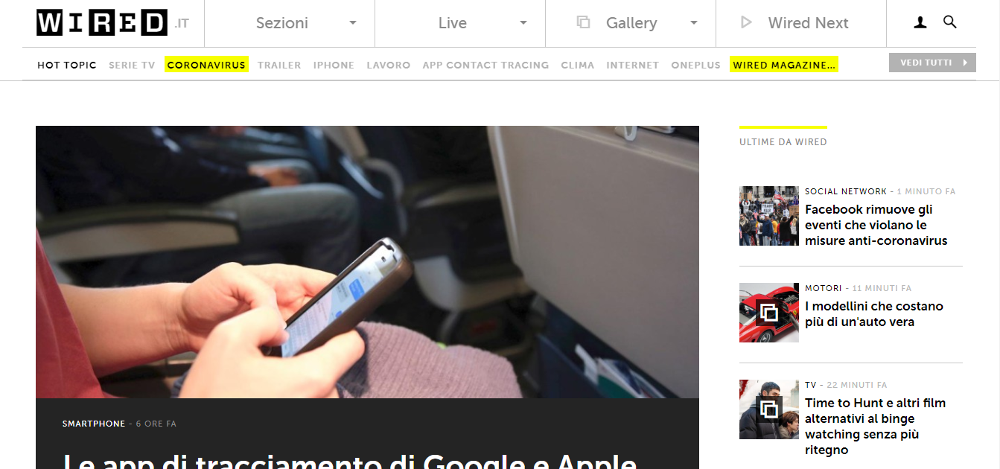 WIRED .IT
Sezioni
Live
Gallery
Wired Next
HOT TOPIC SERIE TV CORONAVIRUS TRAILER IPHONE LAVORO APP CONTACT TRACING CLIMA INTERNET ONEPLUS WIRED MAGAZINE...
VEDI TUTTI
SMARTPHONE - 6 ORE FA
Le app di tracciamento di Google e Apple
ULTIME DA WIRED
SOCIAL NETWORK - 1 MINUTO FA
Facebook rimuove gli
eventi che violano le
misure anti-coronavirus
MOTORI - 11 MINUTI FA
I modellini che costano
più di un'auto vera
TV - 22 MINUTI FA
Time to Hunt e altri film
alternativi al binge
watching senza più
ritegno